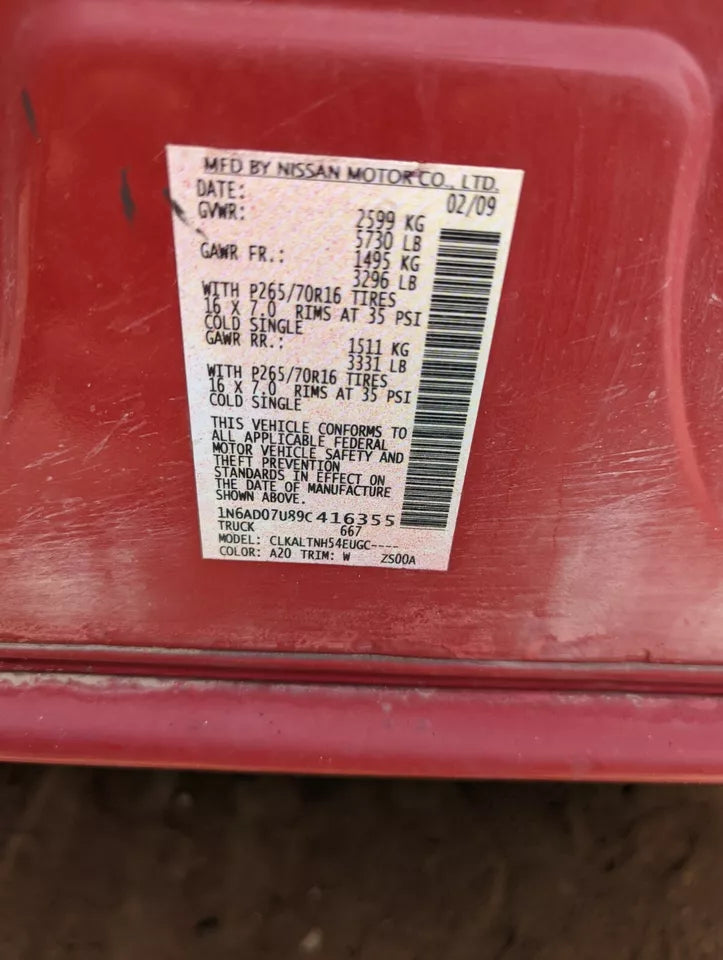 MFD BY NISSAN MOTOR CO., LTD.
DATE: 02/09
GVWR: 2599 KG
5730 LB
GAWR FR.: 1495 KG
3296 LB
WITH P265/70R16 TIRES
16 X 7.0 RIMS AT 35 PSI
COLD SINGLE
GAWR RR.: 1511 KG
3331 LB
WITH P265/70R16 TIRES
16 X 7.0 RIMS AT 35 PSI
COLD SINGLE
THIS VEHICLE CONFORMS TO
ALL APPLICABLE FEDERAL
MOTOR VEHICLE SAFETY AND
THEFT PREVENTION
STANDARDS IN EFFECT ON
THE DATE OF MANUFACTURE
SHOWN ABOVE.
1N6AD07U89C416355
TRUCK 667
MODEL: CLKALTNH54EUGC----
COLOR: A20 TRIM: W ZS00A